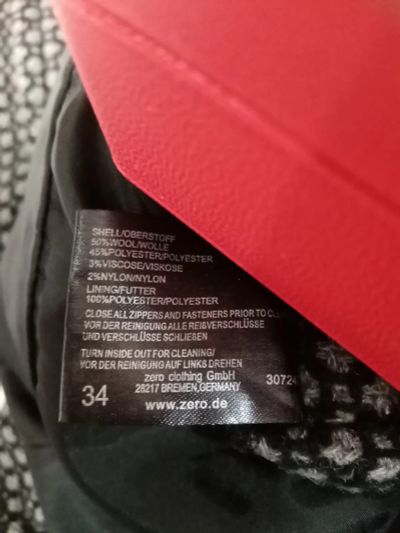 SHELL/OBERSTOFF
50%WOOL/WOLLE
45%POLYESTER/POLYESTER
3%VISCOSE/VISKOSE
2%NYLON/NYLON
LINING/FUTTER
100%POLYESTER/POLYESTER
CLOSE ALL ZIPPERS AND FASTENERS PRIOR TO
VOR DER REINIGUNG ALLE REIßVERSCHLÜSSE
UND VERSCHLÜSSE SCHLIEßEN
TURN INSIDE OUT FOR CLEANING/
VOR DER REINIGUNG AUF LINKS DREHEN
zero clothing GmbH
28217 BREMEN,GERMANY
www.zero.de
34
30724